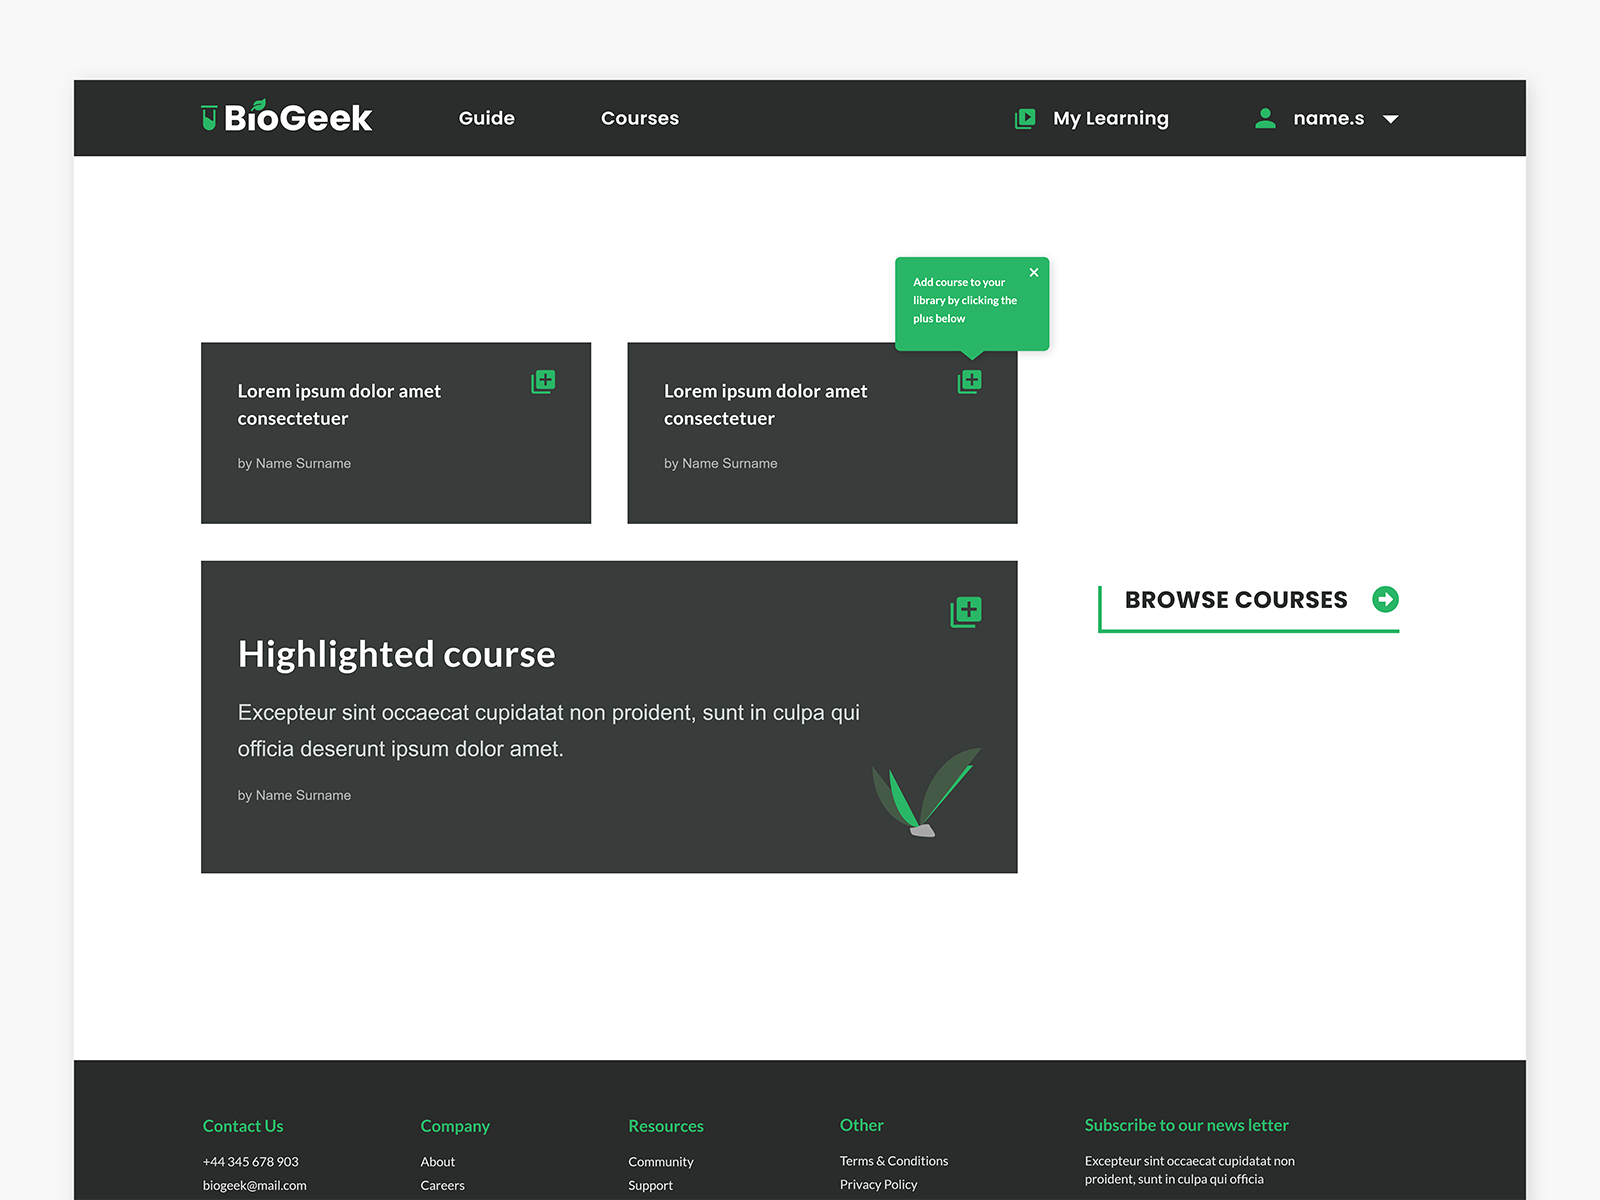 BioGeek
Guide
Courses
My Learning
name.s
Add course to your
library by clicking the
plus below
Lorem ipsum dolor amet
consectetuer
by Name Surname
Lorem ipsum dolor amet
consectetuer
by Name Surname
Highlighted course
Excepteur sint occaecat cupidatat non proident, sunt in culpa qui
officia deserunt ipsum dolor amet.
by Name Surname
BROWSE COURSES
Contact Us
+44 345 678 903
biogeek@mail.com
Company
About
Careers
Resources
Community
Support
Other
Terms & Conditions
Privacy Policy
Subscribe to our news letter
Excepteur sint occaecat cupidatat non
proident, sunt in culpa qui officia